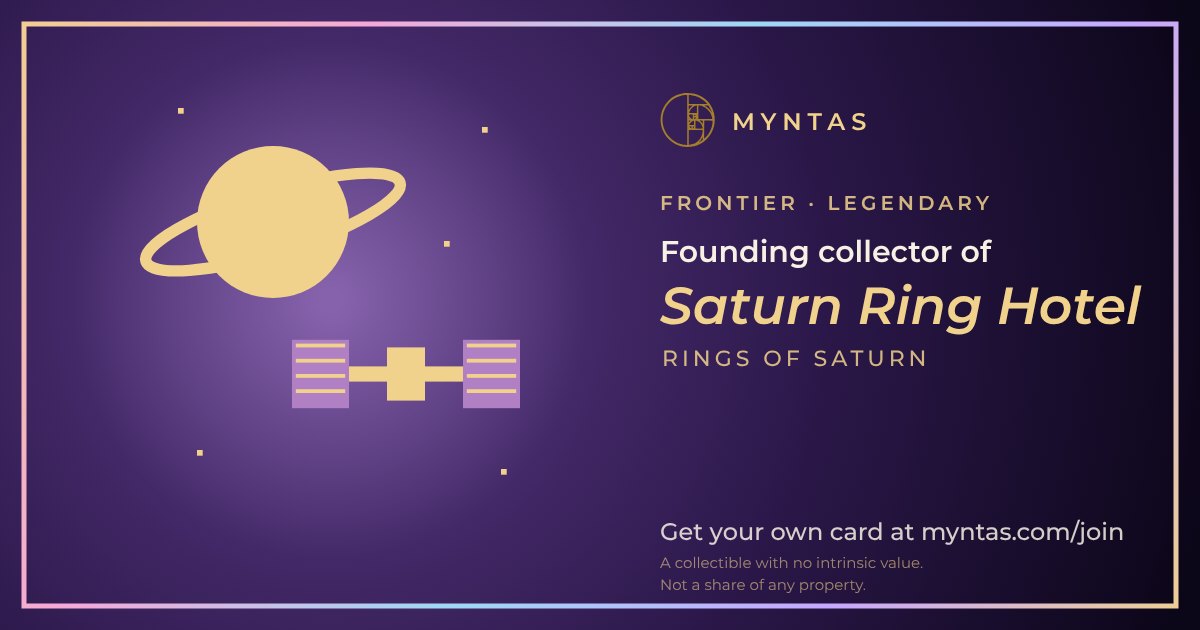 MYNTAS
FRONTIER · LEGENDARY
Founding collector of
Saturn Ring Hotel
RINGS OF SATURN
Get your own card at myntas.com/join
A collectible with no intrinsic value.
Not a share of any property.